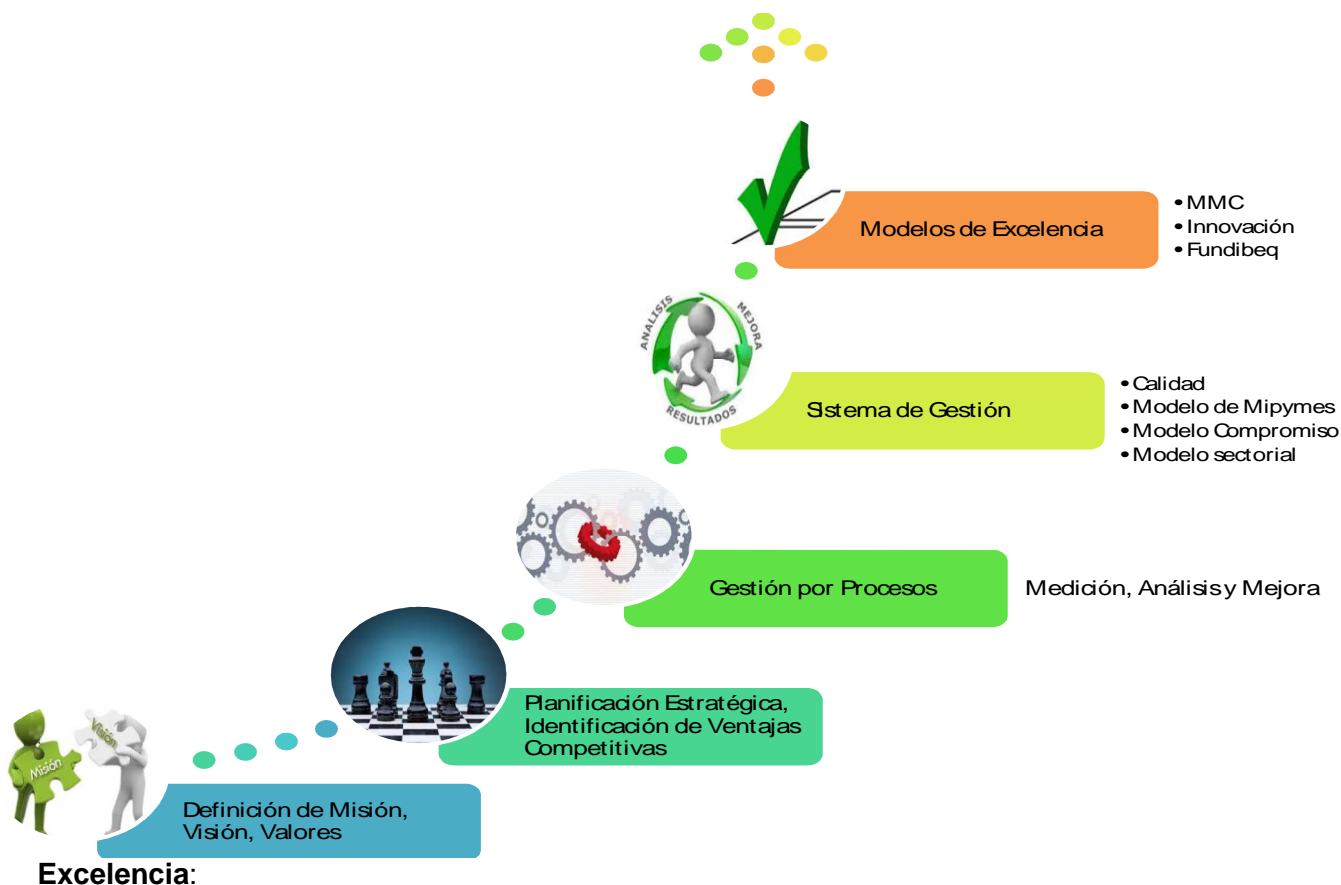 Modelos de Excelencia
• MMC
• Innovación
• Fundibeq
ANALISIS
MEJORA
RESULTADOS
Sistema de Gestión
• Calidad
• Modelo de Mipymes
• Modelo Compromiso
• Modelo sectorial
Gestión por Procesos
Medición, Análisis y Mejora
Planificación Estratégica,
Identificación de Ventajas
Competitivas
Misión
Visión
Definición de Misión,
Visión, Valores
Excelencia: